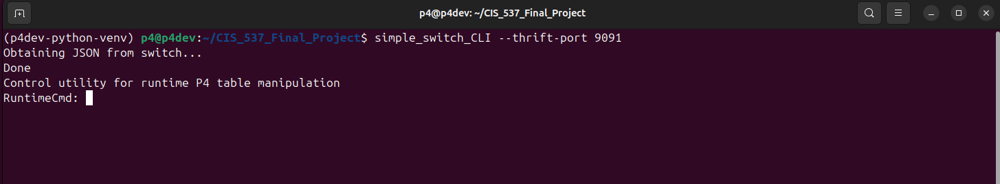 p4@p4dev: ~/CIS_537_Final_Project
(p4dev-python-venv) p4@p4dev:~/CIS_537_Final_Project$ simple_switch_CLI --thrift-port 9091
Obtaining JSON from switch...
Done
Control utility for runtime P4 table manipulation
RuntimeCmd: